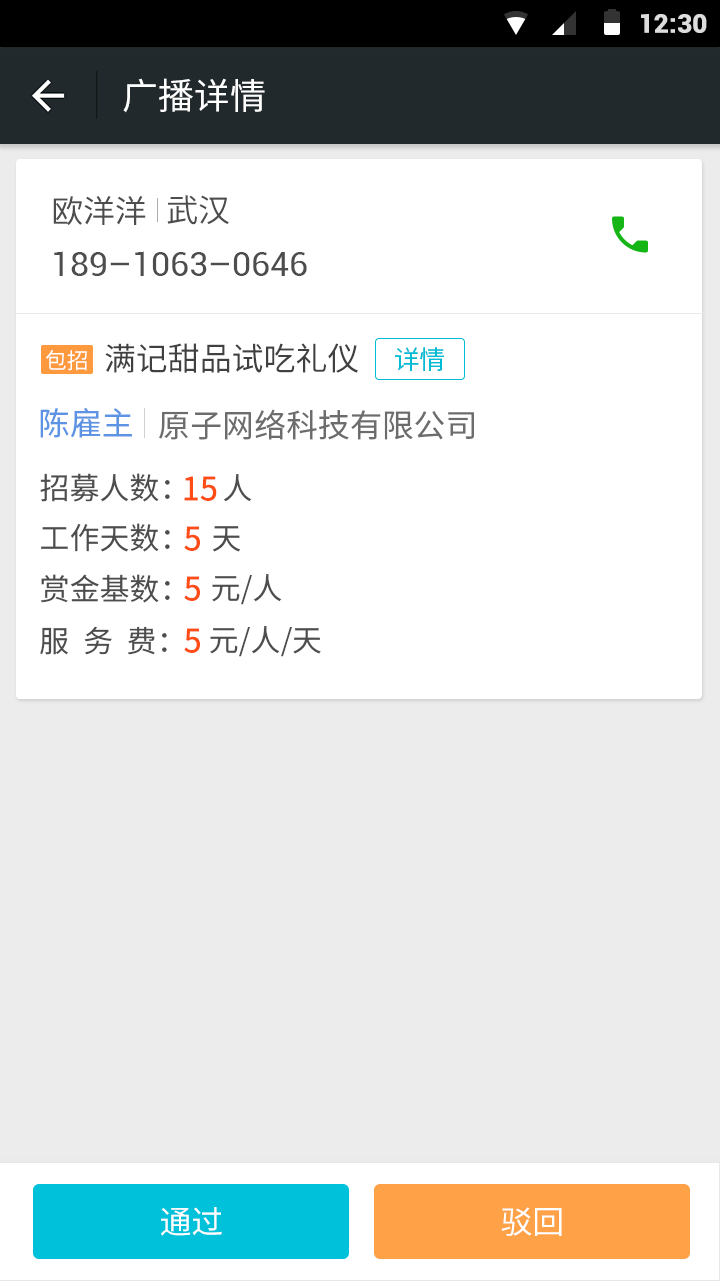 12:30
广播详情
欧洋洋 武汉
189-1063-0646
包招 满记甜品试吃礼仪 详情
陈雇主 原子网络科技有限公司
招募人数：15人
工作天数：5 天
赏金基数：5 元/人
服 务 费：5 元/人/天
通过 驳回